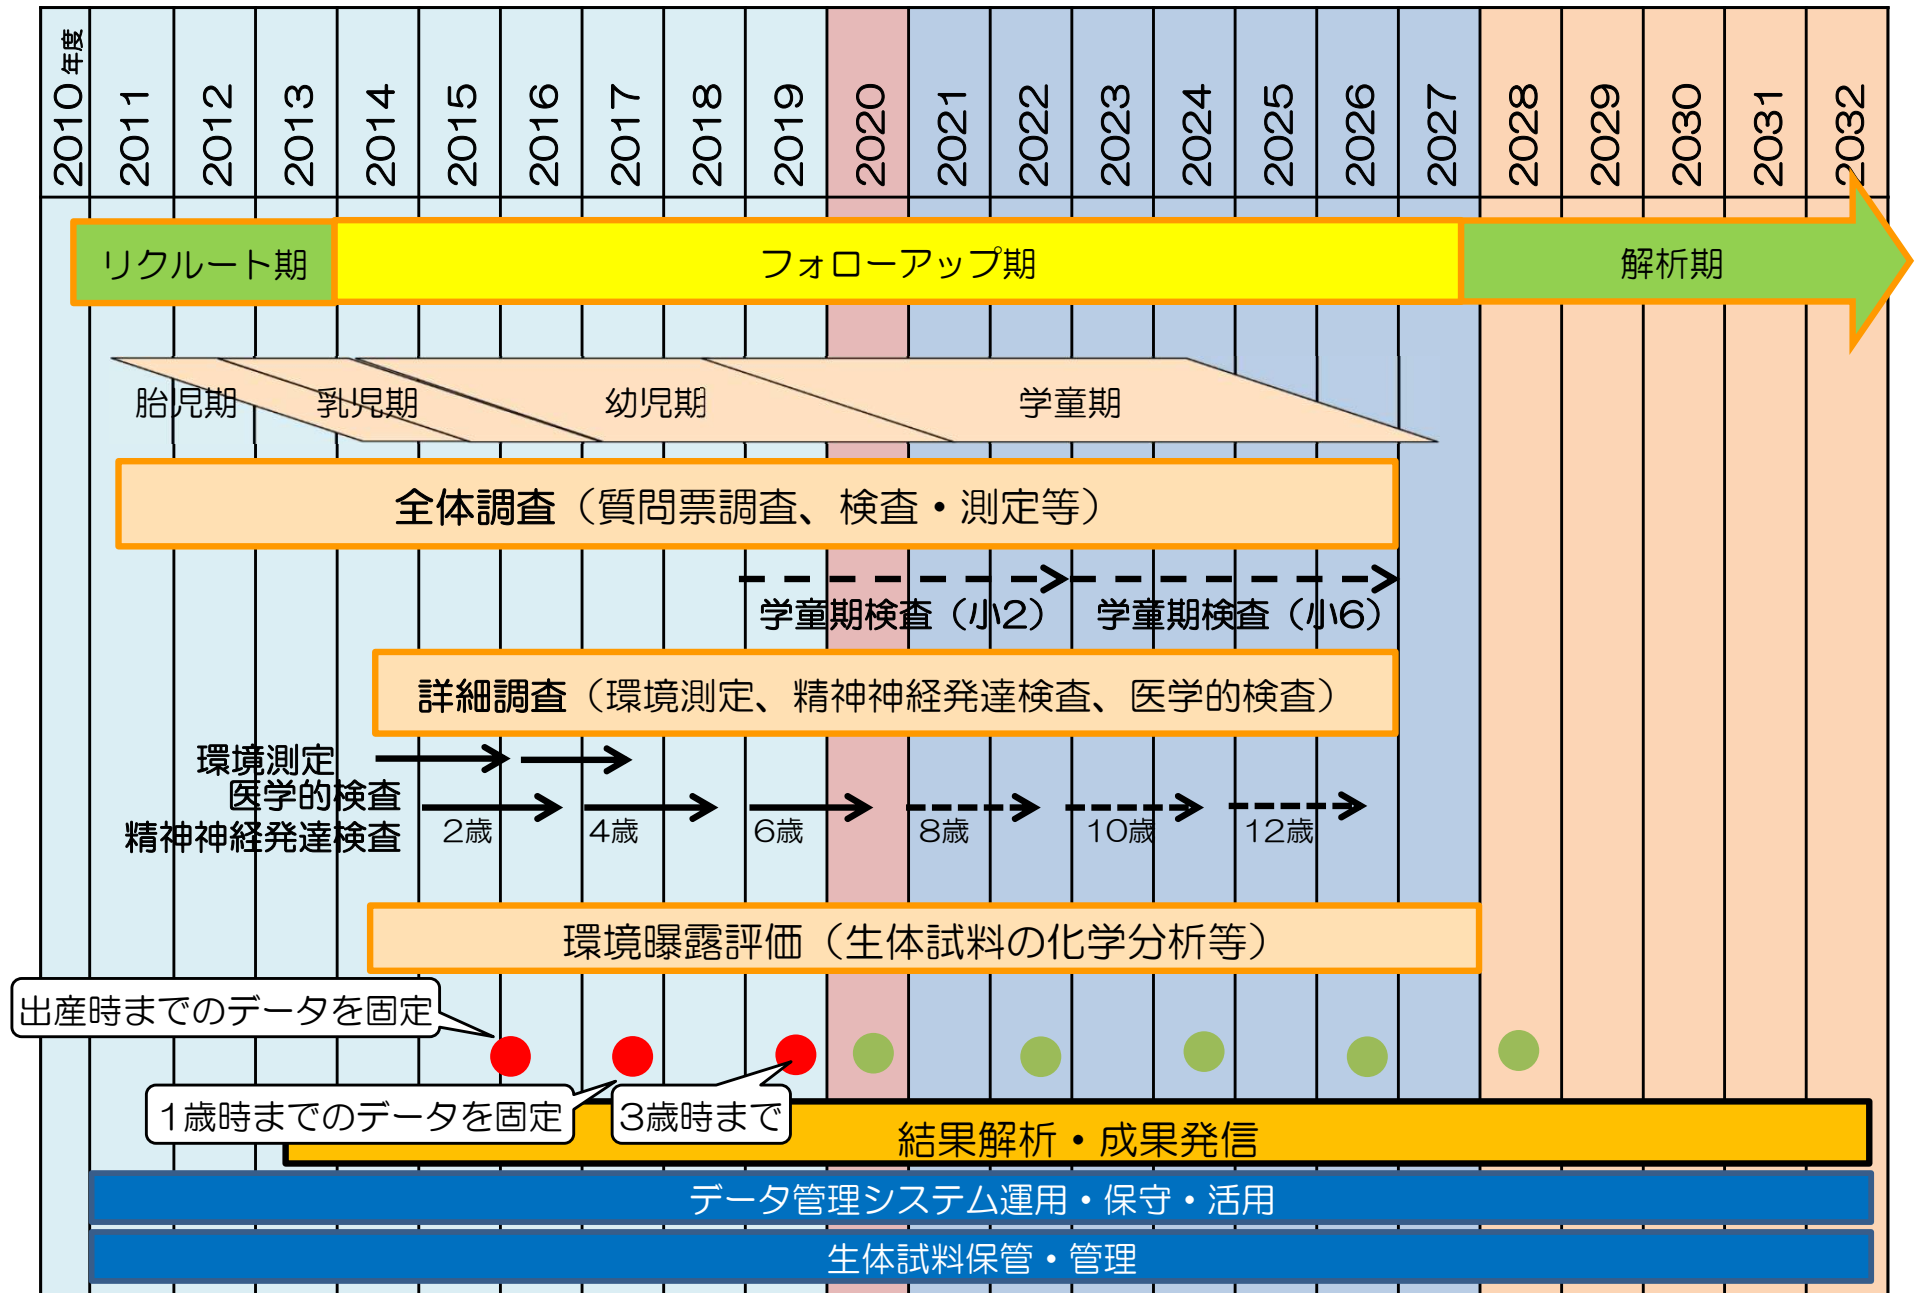 2010年度
2011
2012
2013
2014
2015
2016
2017
2018
2019
2020
2021
2022
2023
2024
2025
2026
2027
2028
2029
2030
2031
2032
リクルート期
フォローアップ期
解析期
胎児期
乳児期
幼児期
学童期
全体調査（質問票調査、検査・測定等）
学童期検査（小2）
学童期検査（小6）
詳細調査（環境測定、精神神経発達検査、医学的検査）
環境測定
医学的検査
精神神経発達検査
2歳
4歳
6歳
8歳
10歳
12歳
環境曝露評価（生体試料の化学分析等）
出産時までのデータを固定
1歳時までのデータを固定
3歳時まで
結果解析・成果発信
データ管理システム運用・保守・活用
生体試料保管・管理